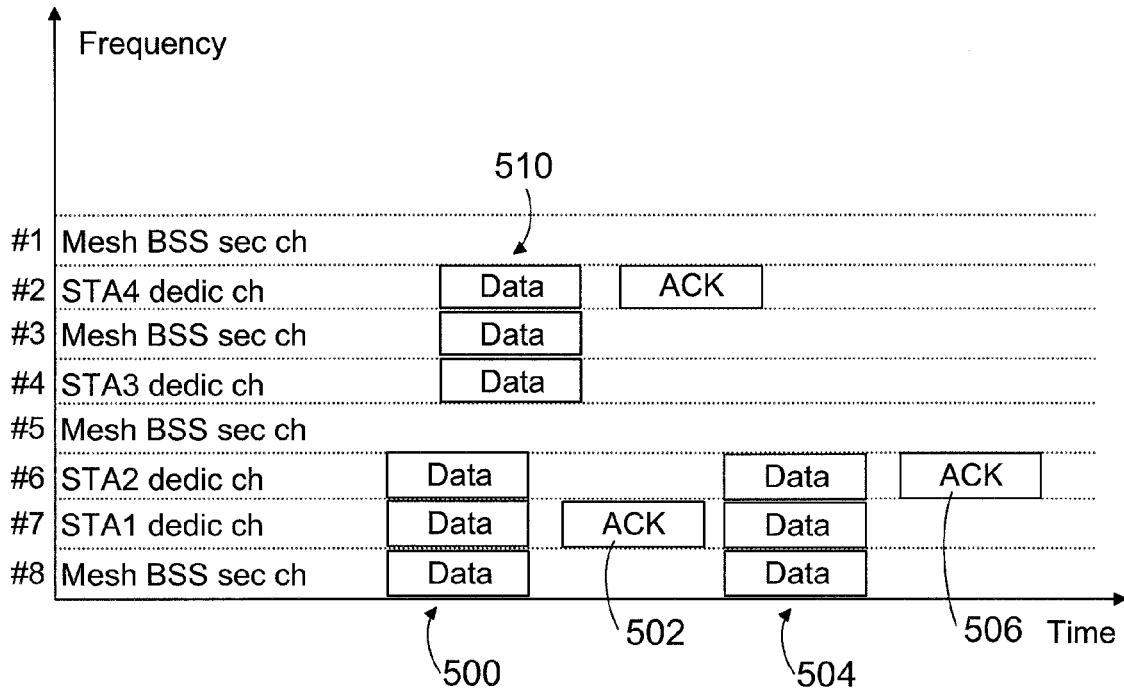 Frequency
510
#1 Mesh BSS sec ch
#2 STA4 dedic ch Data ACK
#3 Mesh BSS sec ch Data
#4 STA3 dedic ch Data
#5 Mesh BSS sec ch
#6 STA2 dedic ch Data Data ACK
#7 STA1 dedic ch Data ACK Data
#8 Mesh BSS sec ch Data Data
502 506 Time
500 504